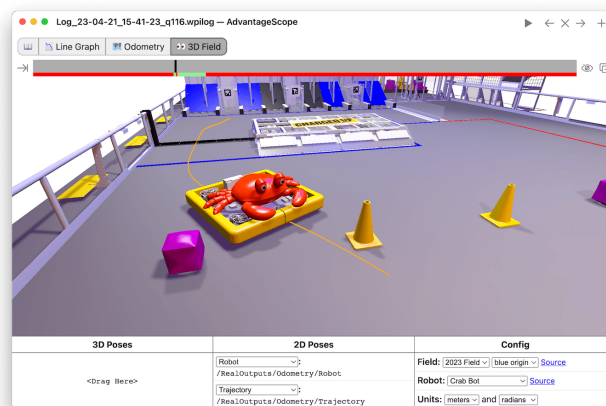 Log_23-04-21_15-41-23_q116.wpilog — AdvantageScope
Line Graph
Odometry
3D Field
CHARGED UP
3D Poses
2D Poses
Config
<Drag Here>
Robot :
/RealOutputs/Odometry/Robot
Trajectory :
/RealOutputs/Odometry/Trajectory
Field: 2023 Field blue origin Source
Robot: Crab Bot Source
Units: meters and radians